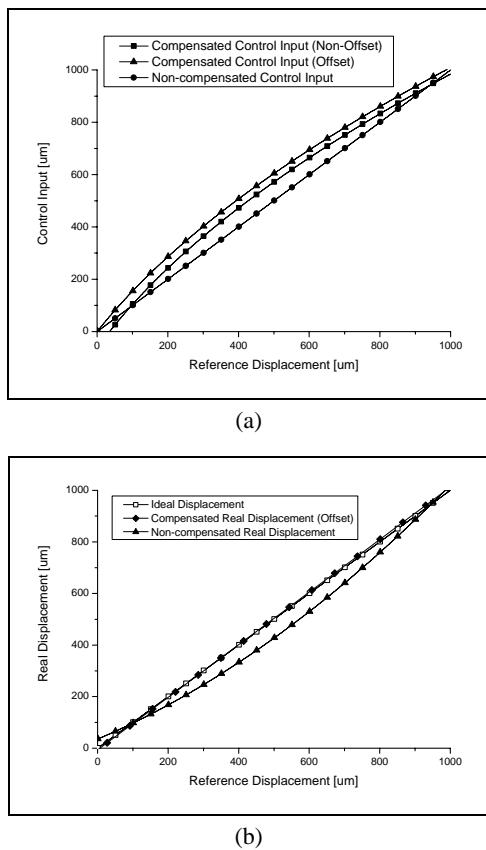 Compensated Control Input (Non-Offset)
Compensated Control Input (Offset)
Non-compensated Control Input
1000
800
600
400
200
0
Control Input [um]
0 200 400 600 800 1000
Reference Displacement [um]
(a)
Ideal Displacement
Compensated Real Displacement (Offset)
Non-compensated Real Displacement
1000
800
600
400
200
0
Real Displacement [um]
0 200 400 600 800 1000
Reference Displacement [um]
(b)